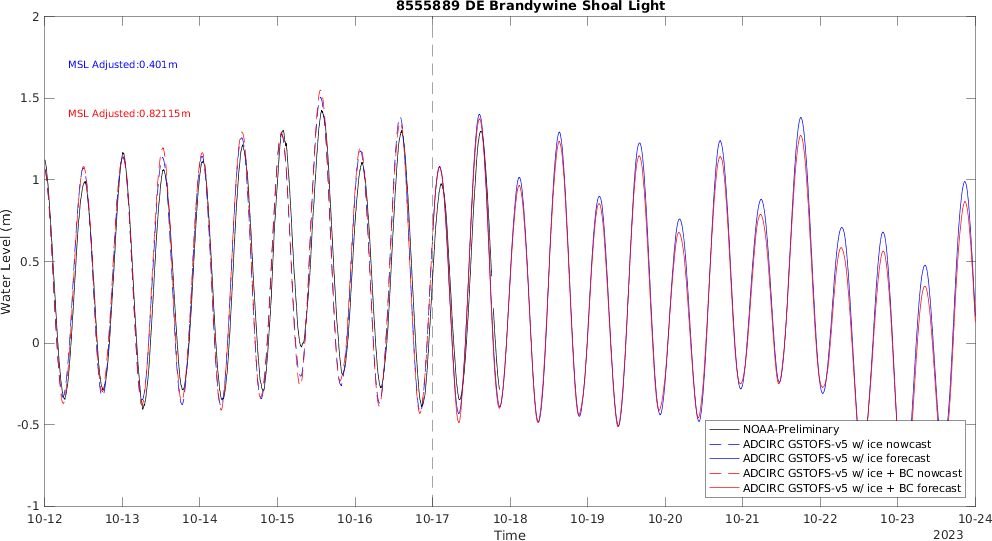 8555889 DE Brandywine Shoal Light
MSL Adjusted:0.401m
MSL Adjusted:0.82115m
Water Level (m)
2
1.5
1
0.5
0
-0.5
-1
NOAA-Preliminary
ADCIRC GSTOFS-v5 w/ ice nowcast
ADCIRC GSTOFS-v5 w/ ice forecast
ADCIRC GSTOFS-v5 w/ ice + BC nowcast
ADCIRC GSTOFS-v5 w/ ice + BC forecast
10-12 10-13 10-14 10-15 10-16 10-17 10-18 10-19 10-20 10-21 10-22 10-23 10-24
Time
2023